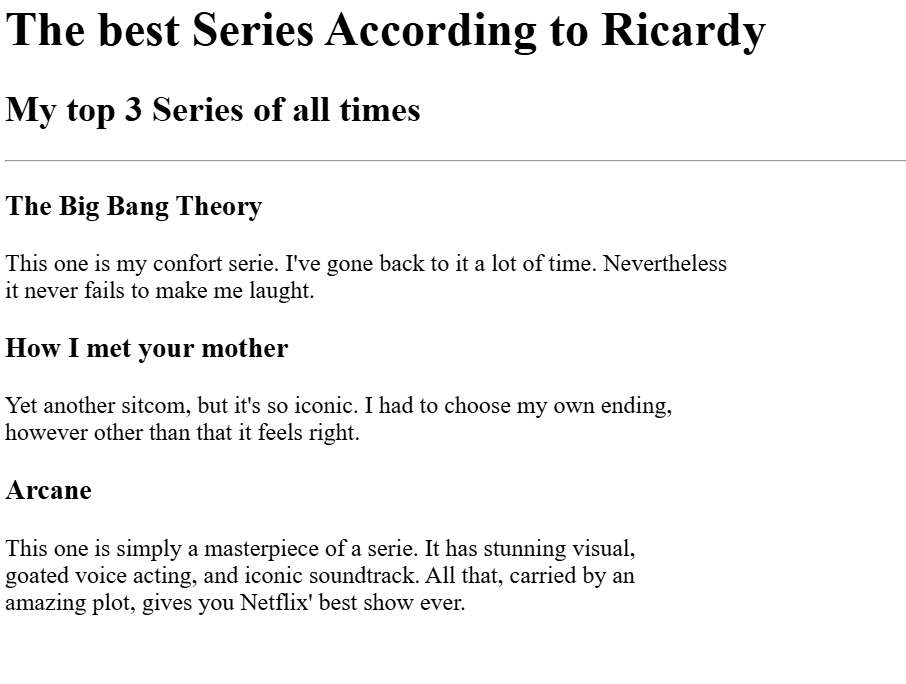 The best Series According to Ricardy
My top 3 Series of all times
The Big Bang Theory
This one is my confort serie. I've gone back to it a lot of time. Nevertheless
it never fails to make me laught.
How I met your mother
Yet another sitcom, but it's so iconic. I had to choose my own ending,
however other than that it feels right.
Arcane
This one is simply a masterpiece of a serie. It has stunning visual,
goated voice acting, and iconic soundtrack. All that, carried by an
amazing plot, gives you Netflix' best show ever.